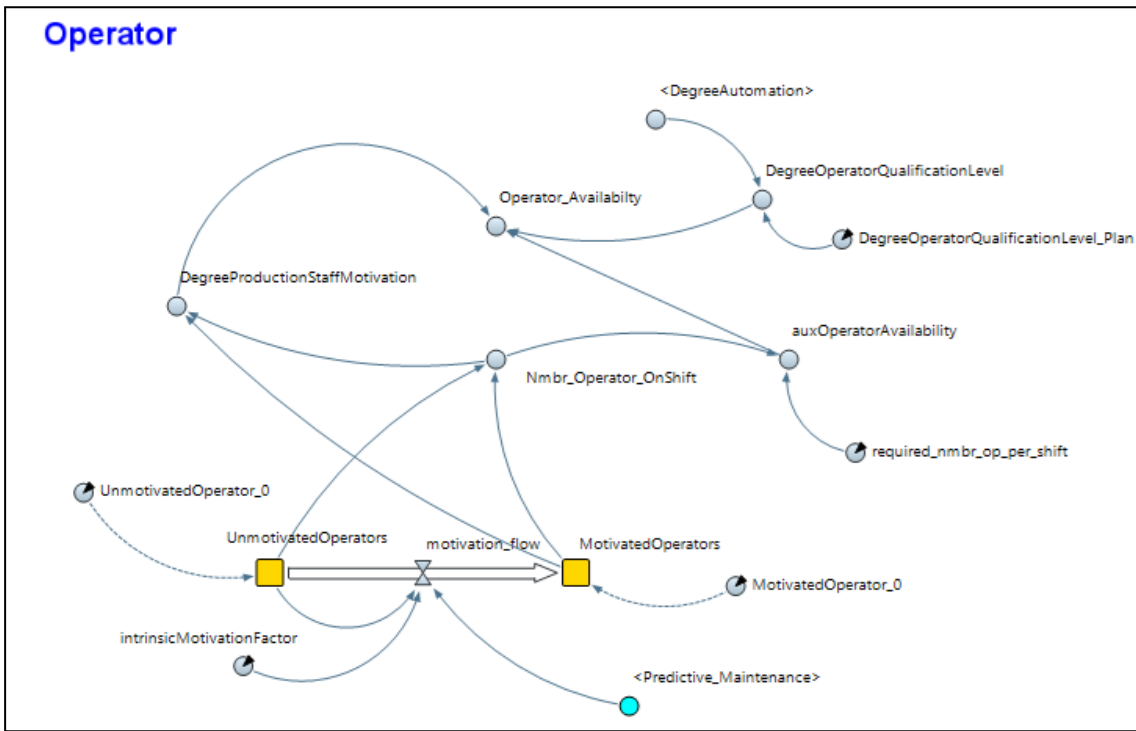 Operator
<DegreeAutomation>
DegreeOperatorQualificationLevel
Operator_Availabilty
DegreeOperatorQualificationLevel_Plan
DegreeProductionStaffMotivation
auxOperatorAvailability
Nmbr_Operator_OnShift
required_nmbr_op_per_shift
UnmotivatedOperator_0
UnmotivatedOperators
motivation_flow
MotivatedOperators
MotivatedOperator_0
intrinsicMotivationFactor
<Predictive_Maintenance>